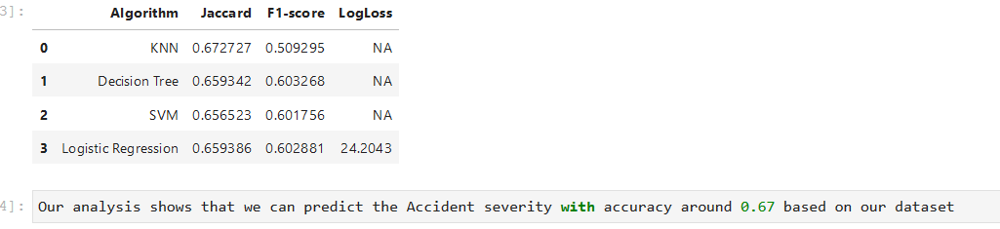 3]:
Algorithm Jaccard F1-score LogLoss
0 KNN 0.672727 0.509295 NA
1 Decision Tree 0.659342 0.603268 NA
2 SVM 0.656523 0.601756 NA
3 Logistic Regression 0.659386 0.602881 24.2043
4]: Our analysis shows that we can predict the Accident severity with accuracy around 0.67 based on our dataset